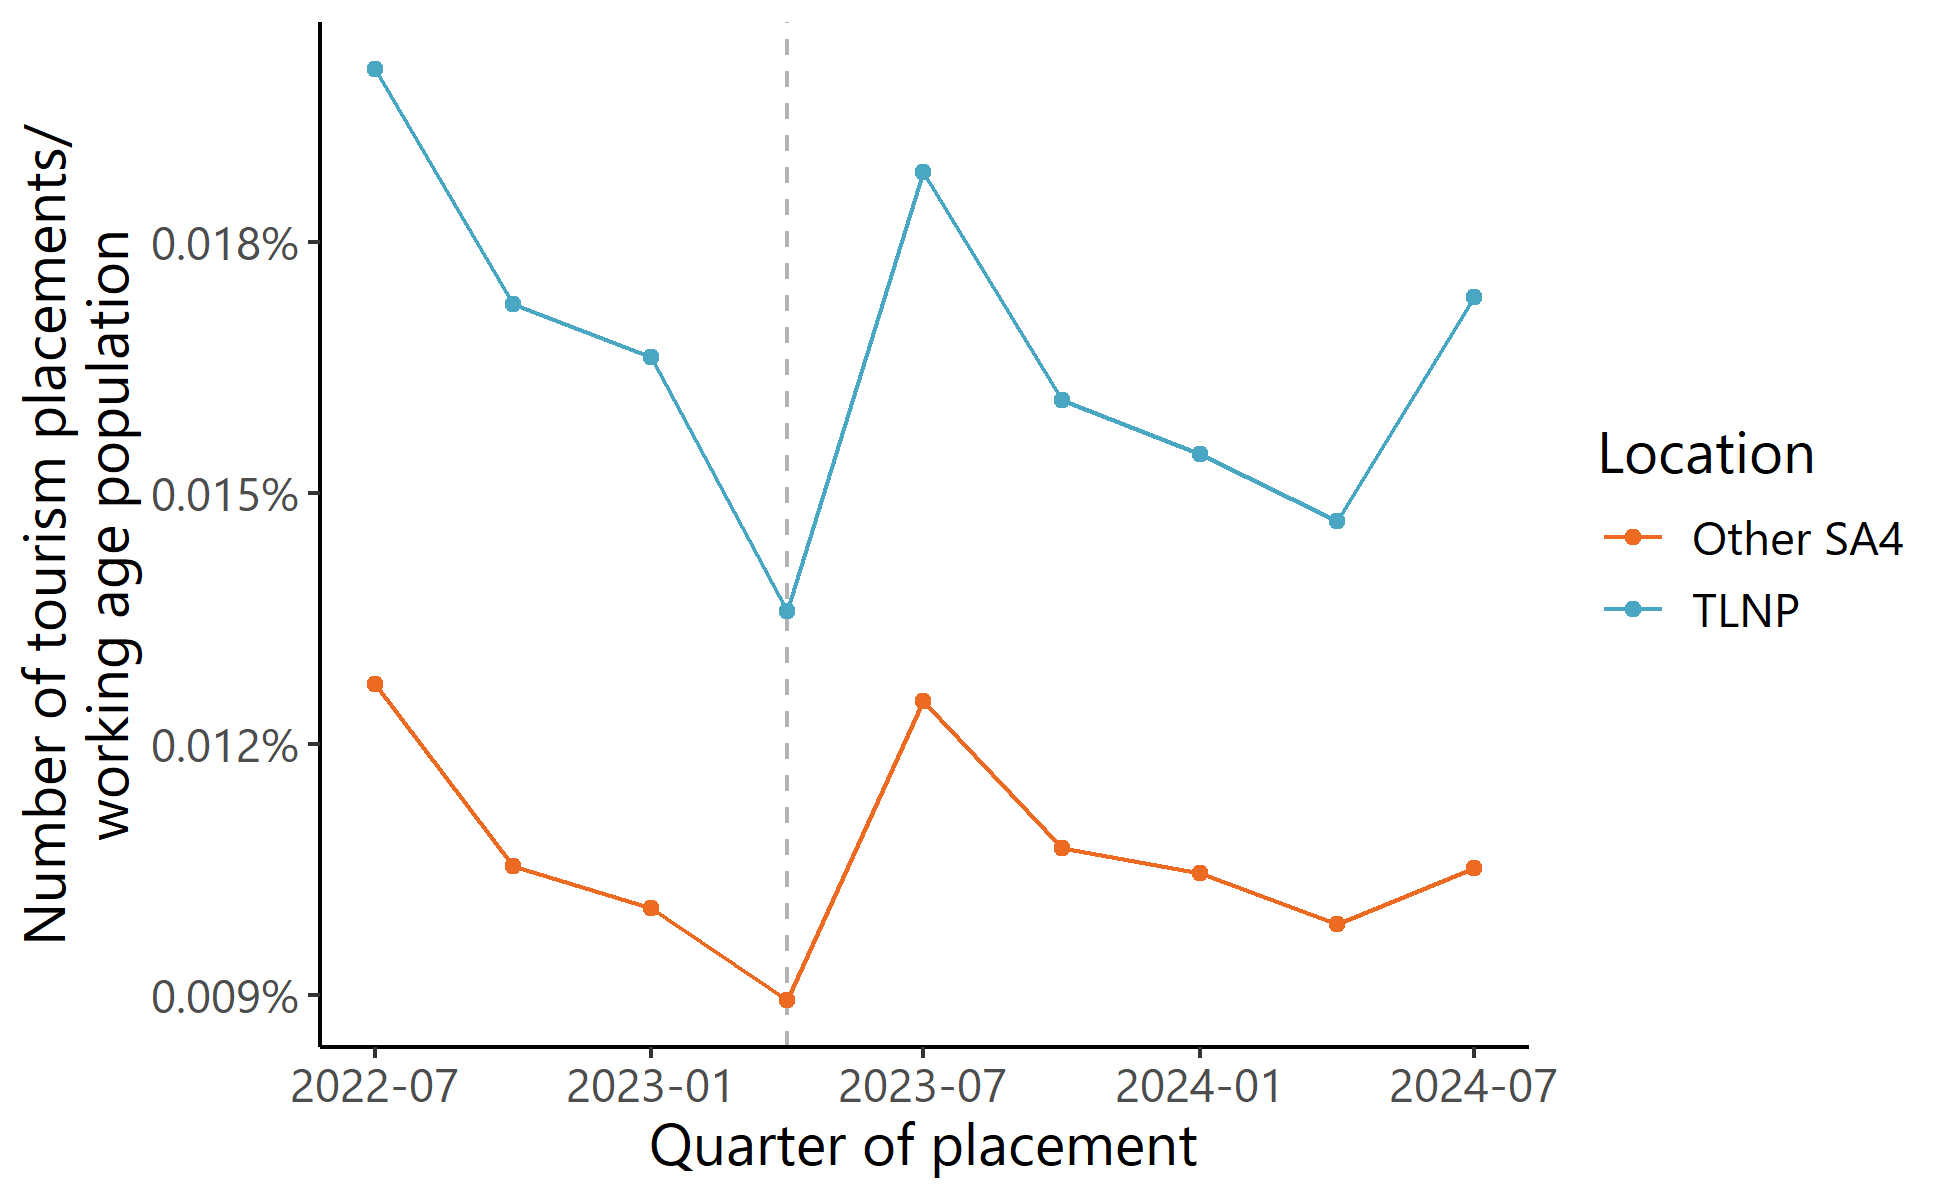 Number of tourism placements/
working age population
0.018%
0.015%
0.012%
0.009%
2022-07
2023-01
2023-07
2024-01
2024-07
Quarter of placement
Location
Other SA4
TLNP